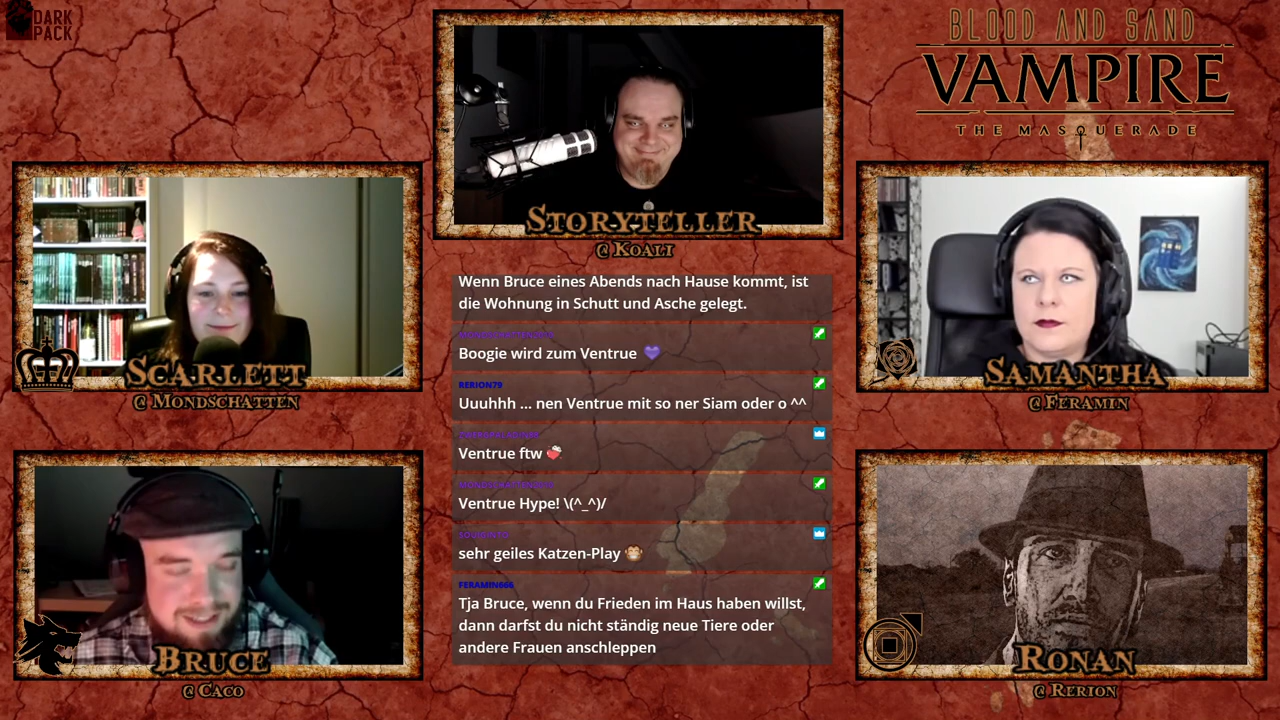 DARK
PACK
BLOOD AND SAND
VAMPIRE
THE MASQUERADE
STORYTELLER
@ KOALI
SCARLETT
@ MONDSCHATTEN
SAMANTHA
@ FERAMIN
Wenn Bruce eines Abends nach Hause kommt, ist
die Wohnung in Schutt und Asche gelegt.
Boogie wird zum Ventrue 💜
RERION79
Uuuhhh ... nen Ventrue mit so ner Siam oder o ^^
Ventrue ftw
Ventrue Hype! \(^_^)/
sehr geiles Katzen-Play
FERAMIN666
Tja Bruce, wenn du Frieden im Haus haben willst,
dann darfst du nicht ständig neue Tiere oder
andere Frauen anschleppen
BRUCE
@ CACO
RONAN
@ RERION